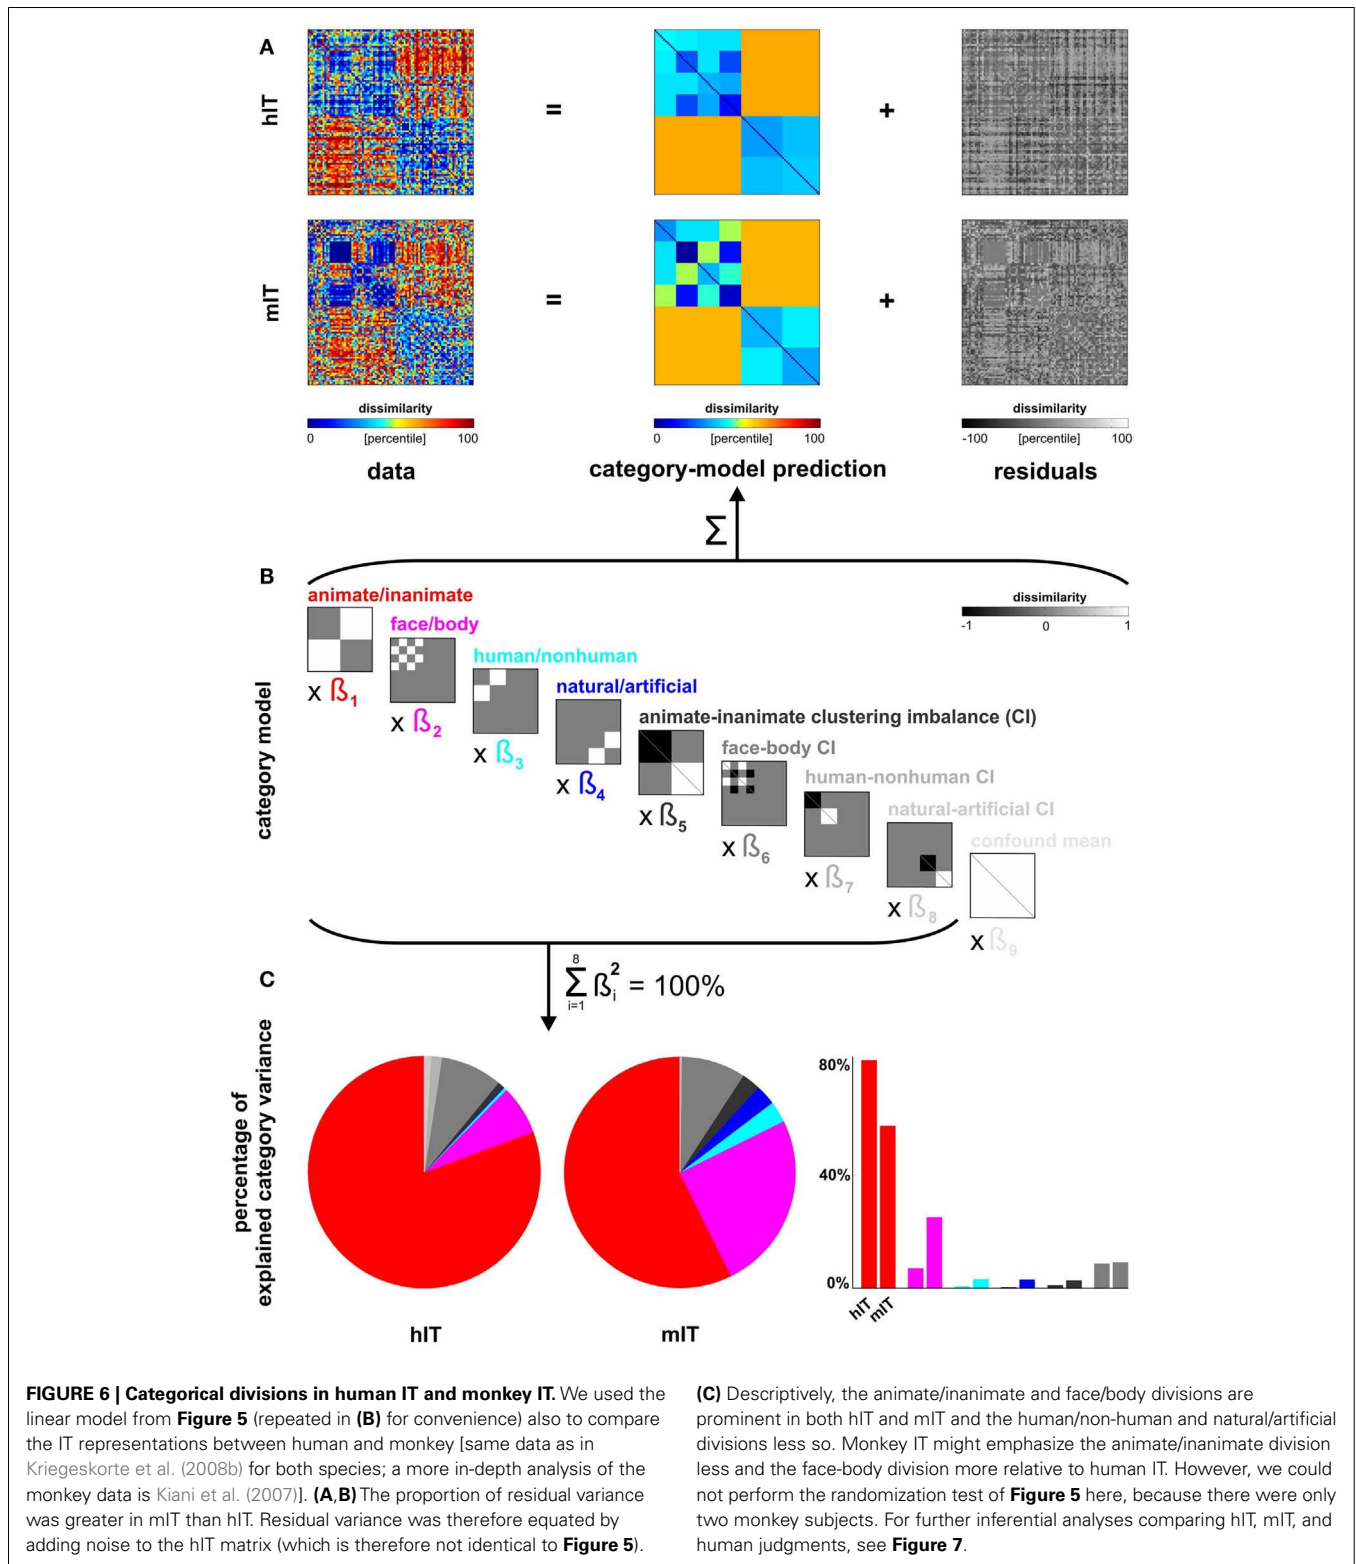 A
hIT
=
+
mIT
=
+
dissimilarity
0 [percentile] 100
data
dissimilarity
0 [percentile] 100
category-model prediction
dissimilarity
-100 [percentile] 100
residuals
Σ
B
category model
animate/inanimate
x ß1
face/body
x ß2
human/nonhuman
x ß3
natural/artificial
x ß4
animate-inanimate clustering imbalance (CI)
x ß5
face-body CI
x ß6
human-nonhuman CI
x ß7
natural-artificial CI
x ß8
confound mean
x ß9
dissimilarity
-1 0 1
C
8
Σ ßi² = 100%
i=1
percentage of
explained category variance
hIT
mIT
80%
40%
0%
hIT
mIT
FIGURE 6 | Categorical divisions in human IT and monkey IT. We used the
linear model from Figure 5 (repeated in (B) for convenience) also to compare
the IT representations between human and monkey [same data as in
Kriegeskorte et al. (2008b) for both species; a more in-depth analysis of the
monkey data is Kiani et al. (2007)]. (A,B) The proportion of residual variance
was greater in mIT than hIT. Residual variance was therefore equated by
adding noise to the hIT matrix (which is therefore not identical to Figure 5).
(C) Descriptively, the animate/inanimate and face/body divisions are
prominent in both hIT and mIT and the human/non-human and natural/artificial
divisions less so. Monkey IT might emphasize the animate/inanimate division
less and the face-body division more relative to human IT. However, we could
not perform the randomization test of Figure 5 here, because there were only
two monkey subjects. For further inferential analyses comparing hIT, mIT, and
human judgments, see Figure 7.